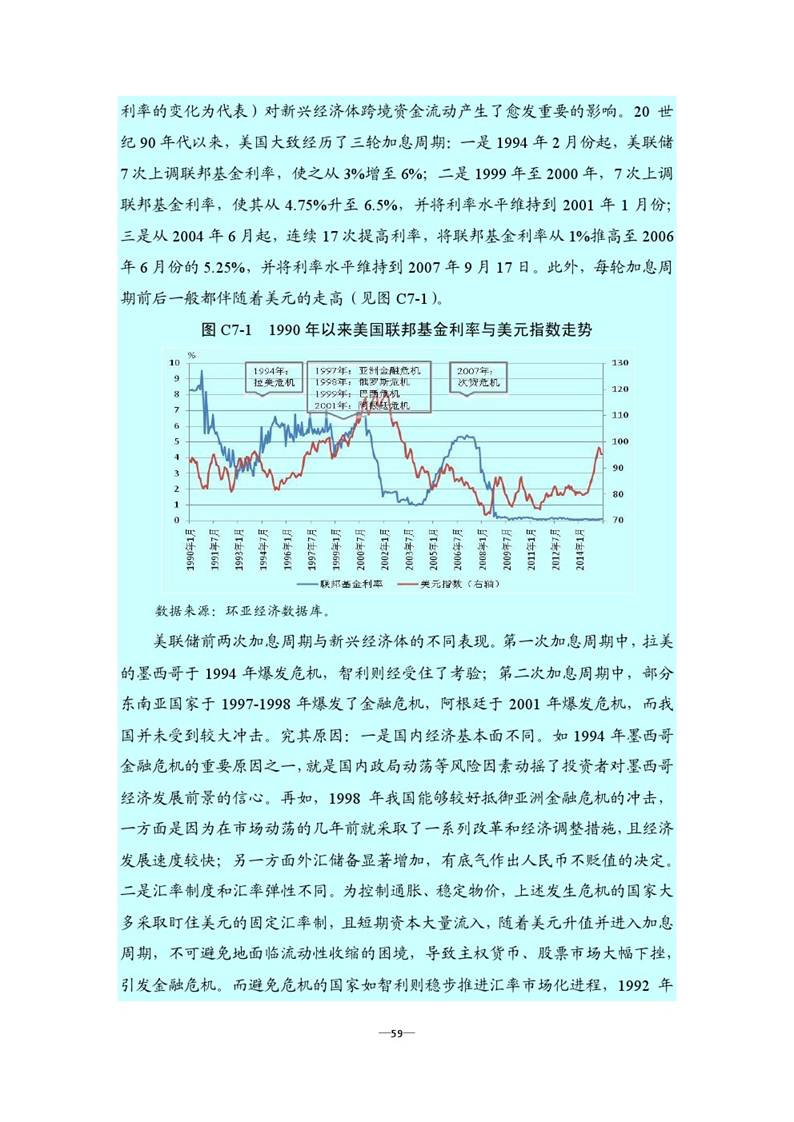 利率的变化为代表）对新兴经济体跨境资金流动产生了愈发重要的影响。20 世
纪 90 年代以来，美国大致经历了三轮加息周期：一是 1994 年 2 月份起，美联储
7 次上调联邦基金利率，使之从 3%增至 6%；二是 1999 年至 2000 年，7 次上调
联邦基金利率，使其从 4.75%升至 6.5%，并将利率水平维持到 2001 年 1 月份；
三是从 2004 年 6 月起，连续 17 次提高利率，将联邦基金利率从 1%推高至 2006
年 6 月份的 5.25%，并将利率水平维持到 2007 年 9 月 17 日。此外，每轮加息周
期前后一般都伴随着美元的走高（见图 C7-1）。
图 C7-1 1990 年以来美国联邦基金利率与美元指数走势
%
10
9
8
7
6
5
4
3
2
1
0
1994年：
拉美危机
1997年：亚洲金融危机
1998年：俄罗斯危机
1999年：巴西危机
2001年：阿根廷危机
2007年：
次贷危机
130
120
110
100
90
80
70
1990年1月
1991年7月
1993年1月
1994年7月
1996年1月
1997年7月
1999年1月
2000年7月
2002年1月
2003年7月
2005年1月
2006年7月
2008年1月
2009年7月
2011年1月
2012年7月
2014年1月
联邦基金利率
美元指数（右轴）
数据来源：环亚经济数据库。
美联储前两次加息周期与新兴经济体的不同表现。第一次加息周期中，拉美
的墨西哥于 1994 年爆发危机，智利则经受住了考验；第二次加息周期中，部分
东南亚国家于 1997-1998 年爆发了金融危机，阿根廷于 2001 年爆发危机，而我
国并未受到较大冲击。究其原因：一是国内经济基本面不同。如 1994 年墨西哥
金融危机的重要原因之一，就是国内政局动荡等风险因素动摇了投资者对墨西哥
经济发展前景的信心。再如，1998 年我国能够较好抵御亚洲金融危机的冲击，
一方面是因为在市场动荡的几年前就采取了一系列改革和经济调整措施，且经济
发展速度较快；另一方面外汇储备显著增加，有底气作出人民币不贬值的决定。
二是汇率制度和汇率弹性不同。为控制通胀、稳定物价，上述发生危机的国家大
多采取盯住美元的固定汇率制，且短期资本大量流入，随着美元升值并进入加息
周期，不可避免地面临流动性收缩的困境，导致主权货币、股票市场大幅下挫，
引发金融危机。而避免危机的国家如智利则稳步推进汇率市场化进程，1992 年
—59—